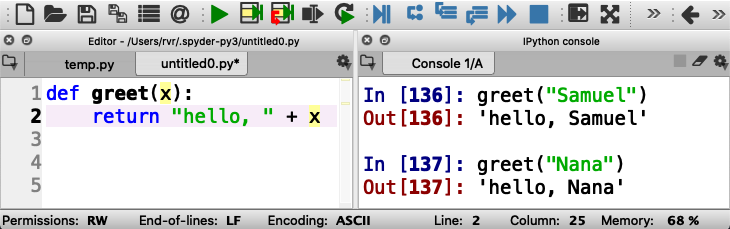 Editor - /Users/rvr/.spyder-py3/untitled0.py
temp.py
untitled0.py*
1 def greet(x):
2     return "hello, " + x
3
4
5
IPython console
Console 1/A
In [136]: greet("Samuel")
Out[136]: 'hello, Samuel'
In [137]: greet("Nana")
Out[137]: 'hello, Nana'
Permissions: RW End-of-lines: LF Encoding: ASCII Line: 2 Column: 25 Memory: 68 %